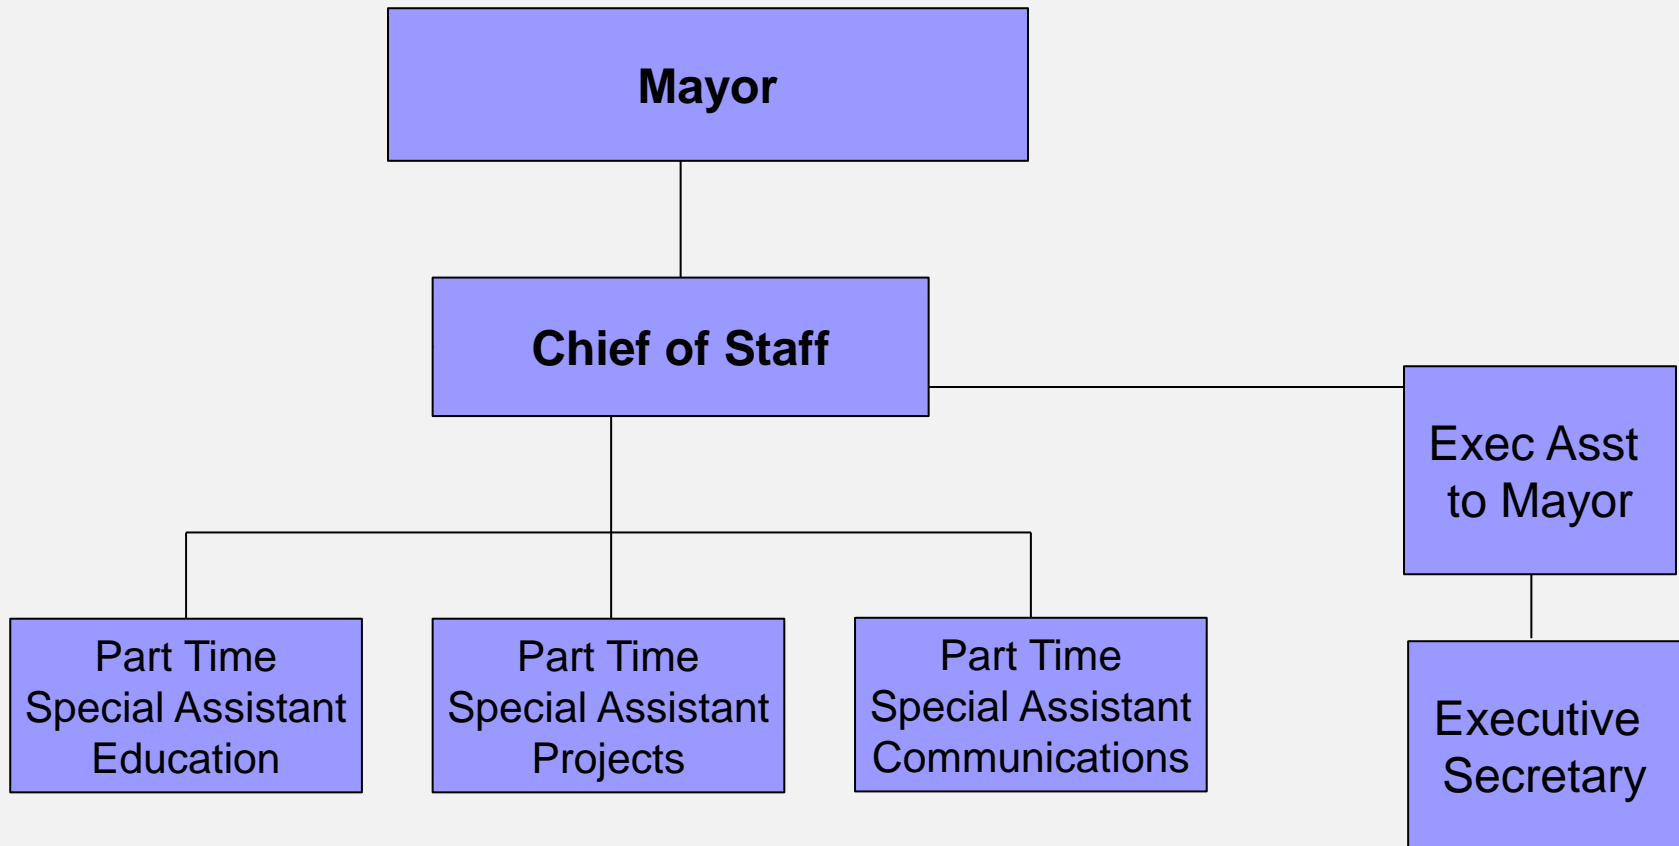 Mayor
Chief of Staff
Exec Asst
to Mayor
Part Time
Special Assistant
Education
Part Time
Special Assistant
Projects
Part Time
Special Assistant
Communications
Executive
Secretary